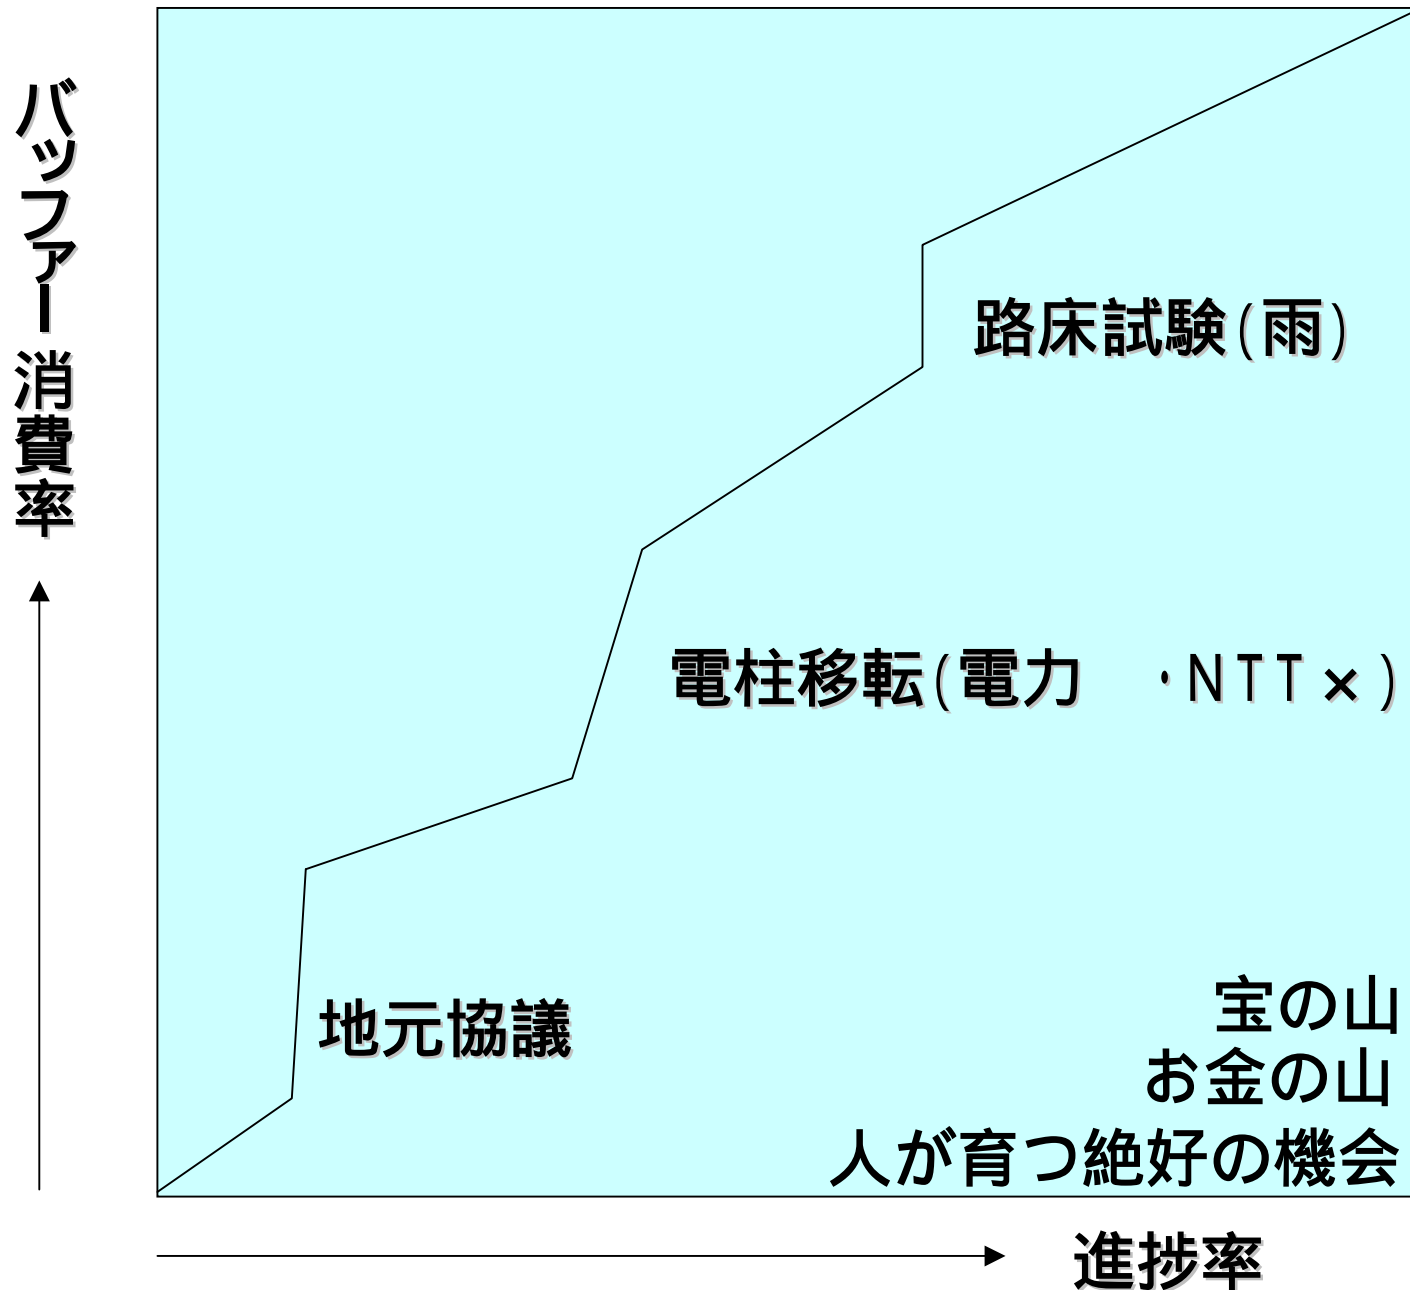 バッファー消費率
路床試験(雨)
電柱移転(電力　・NTT×)
地元協議
宝の山
お金の山
人が育つ絶好の機会
進捗率